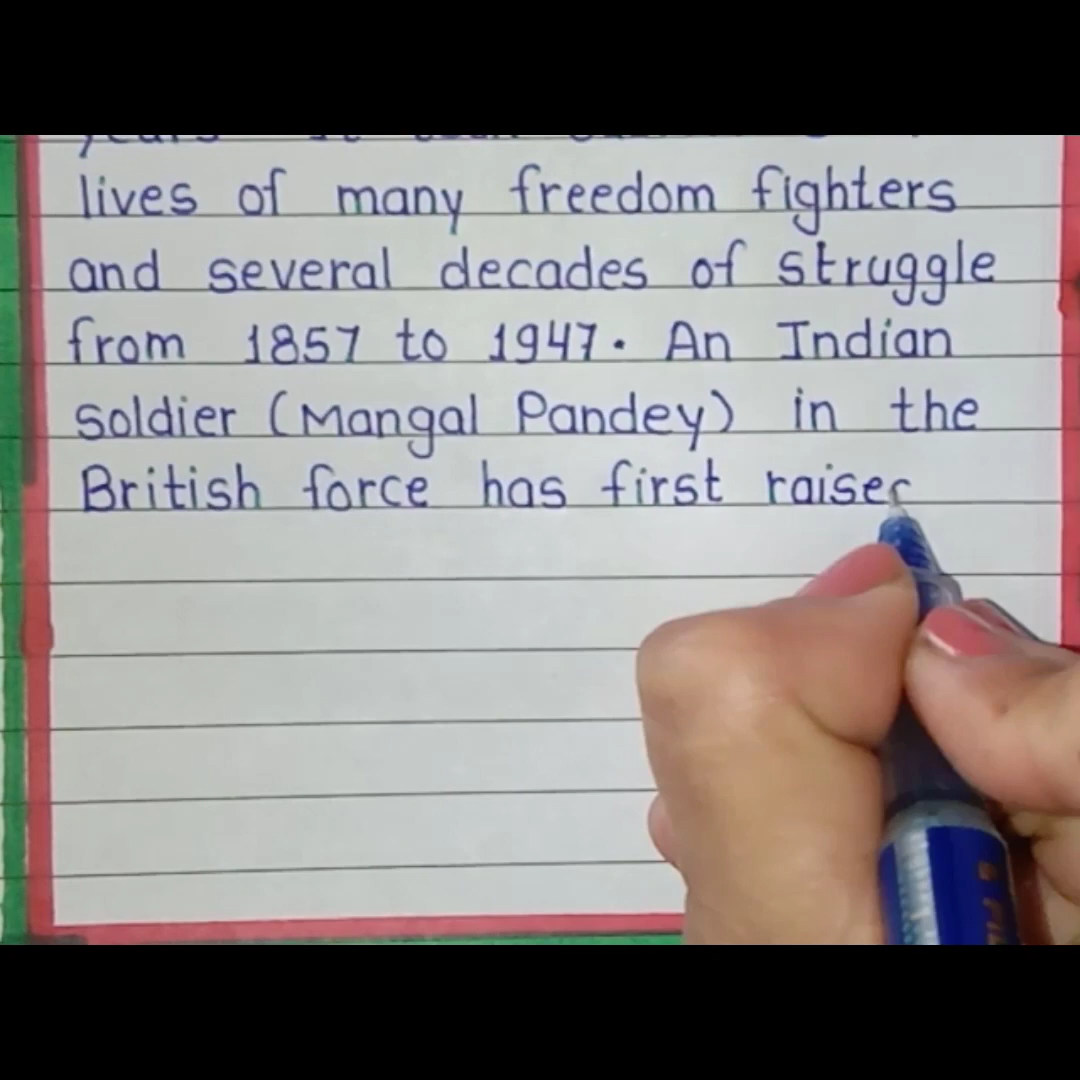 lives of many freedom fighters
and several decades of struggle
from 1857 to 1947. An Indian
soldier (Mangal Pandey) in the
British force has first raise